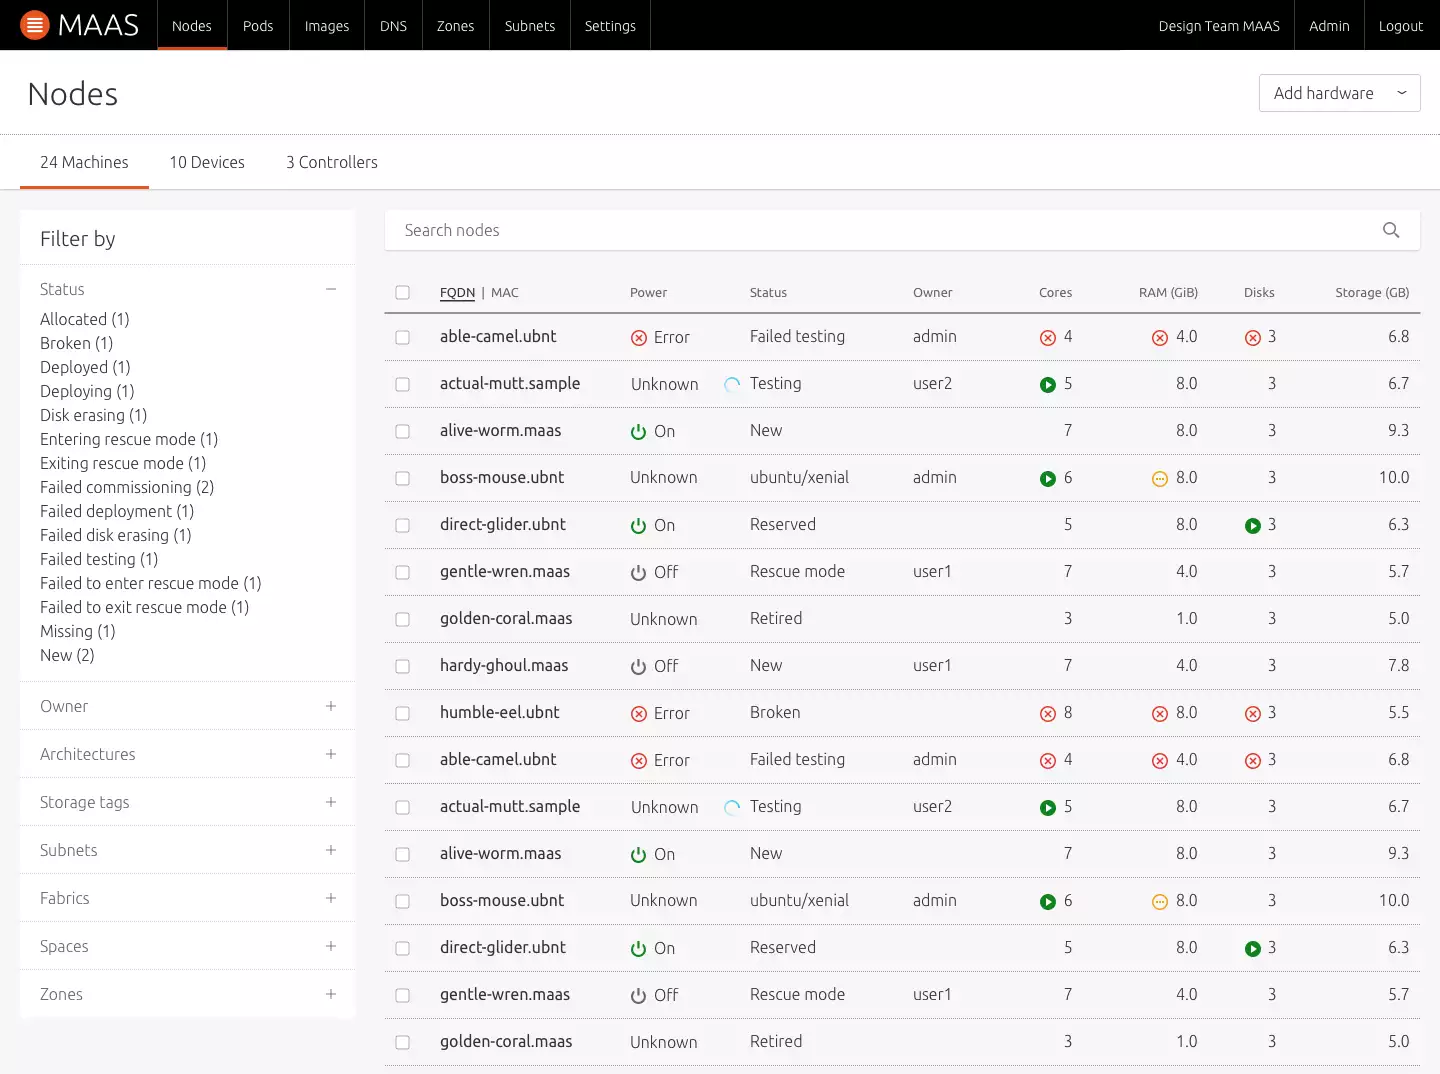 MAAS Nodes Pods Images DNS Zones Subnets Settings Design Team MAAS Admin Logout
Nodes
Add hardware
24 Machines 10 Devices 3 Controllers
Filter by
Status
Allocated (1)
Broken (1)
Deployed (1)
Deploying (1)
Disk erasing (1)
Entering rescue mode (1)
Exiting rescue mode (1)
Failed commissioning (2)
Failed deployment (1)
Failed disk erasing (1)
Failed testing (1)
Failed to enter rescue mode (1)
Failed to exit rescue mode (1)
Missing (1)
New (2)
Owner
Architectures
Storage tags
Subnets
Fabrics
Spaces
Zones
Search nodes
FQDN | MAC Power Status Owner Cores RAM (GiB) Disks Storage (GB)
able-camel.ubnt Error Failed testing admin 4 4.0 3 6.8
actual-mutt.sample Unknown Testing user2 5 8.0 3 6.7
alive-worm.maas On New 7 8.0 3 9.3
boss-mouse.ubnt Unknown ubuntu/xenial admin 6 8.0 3 10.0
direct-glider.ubnt On Reserved 5 8.0 3 6.3
gentle-wren.maas Off Rescue mode user1 7 4.0 3 5.7
golden-coral.maas Unknown Retired 3 1.0 3 5.0
hardy-ghoul.maas Off New user1 7 4.0 3 7.8
humble-eel.ubnt Error Broken 8 8.0 3 5.5
able-camel.ubnt Error Failed testing admin 4 4.0 3 6.8
actual-mutt.sample Unknown Testing user2 5 8.0 3 6.7
alive-worm.maas On New 7 8.0 3 9.3
boss-mouse.ubnt Unknown ubuntu/xenial admin 6 8.0 3 10.0
direct-glider.ubnt On Reserved 5 8.0 3 6.3
gentle-wren.maas Off Rescue mode user1 7 4.0 3 5.7
golden-coral.maas Unknown Retired 3 1.0 3 5.0